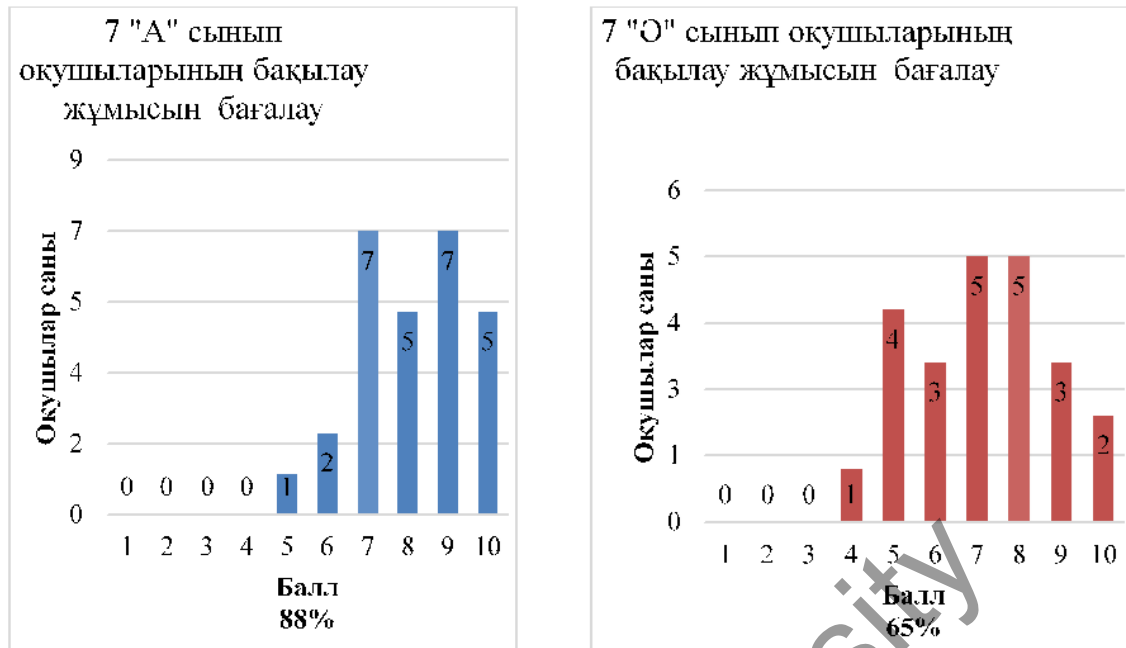 7 "А" сынып
оқушыларының бақылау
жұмысын бағалау
9
7
5
4
2
0
Оқушылар саны
0 0 0 0 1 2 7 5 7 5
1 2 3 4 5 6 7 8 9 10
Балл
88%
7 "Ә" сынып оқушыларының
бақылау жұмысын бағалау
6
5
4
3
1
0
Оқушылар саны
0 0 0 1 4 3 5 5 3 2
1 2 3 4 5 6 7 8 9 10
Балл
65%
sity